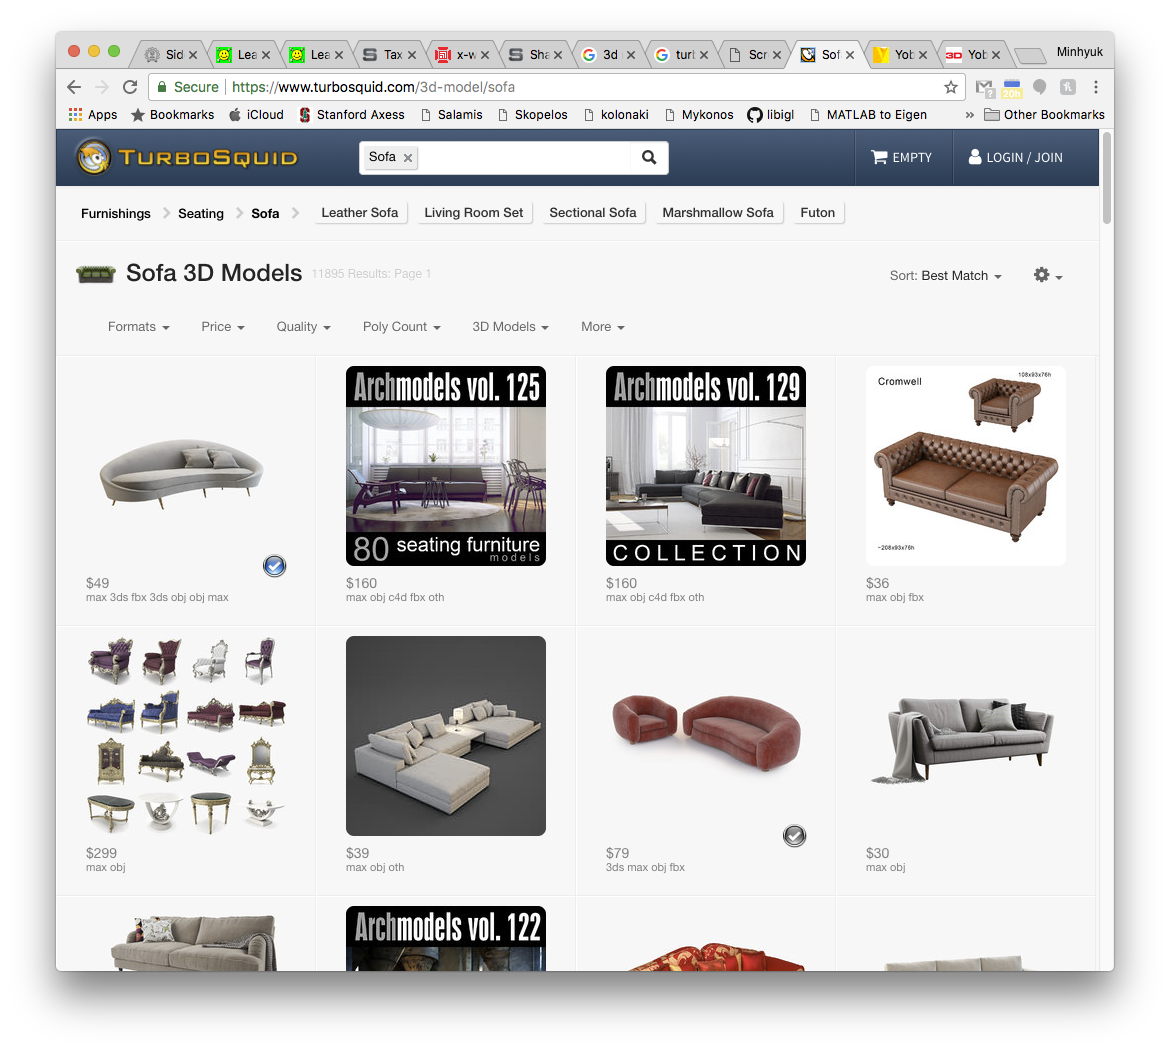 Sid Lea Lea Tax x-w Sha 3d turb Scr Sof Yob Yob Minhyuk
Secure https://www.turbosquid.com/3d-model/sofa
Apps Bookmarks iCloud Stanford Axess Salamis Skopelos kolonaki Mykonos libigl MATLAB to Eigen » Other Bookmarks
TURBOSQUID Sofa EMPTY LOGIN / JOIN
Furnishings Seating Sofa Leather Sofa Living Room Set Sectional Sofa Marshmallow Sofa Futon
Sofa 3D Models 11895 Results: Page 1 Sort: Best Match
Formats Price Quality Poly Count 3D Models More
Archmodels vol. 125
80 seating furniture
models
Archmodels vol. 129
COLLECTION
108x93x76h
Cromwell
~208x93x76h
$49 $160 $160 $36
max 3ds fbx 3ds obj obj max max obj c4d fbx oth max obj c4d fbx oth max obj fbx
$299 $39 $79 $30
max obj max obj oth 3ds max obj fbx max obj
Archmodels vol. 122